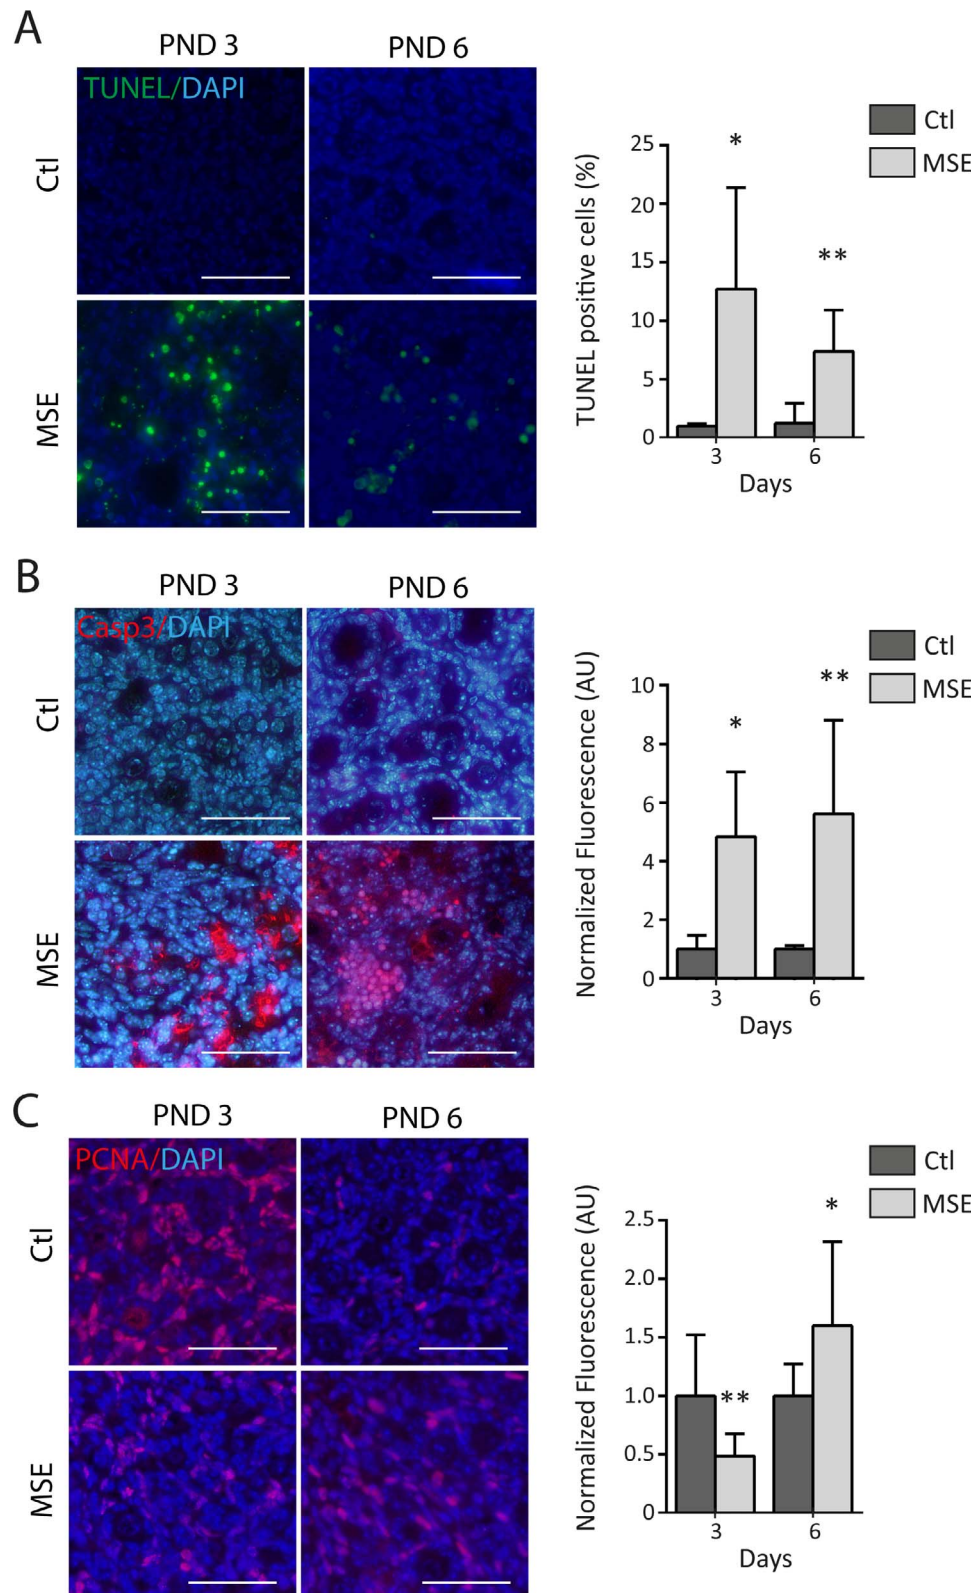 A
PND 3
PND 6
TUNEL/DAPI
Ctl
MSE
Ctl
MSE
TUNEL positive cells (%)
25
20
15
10
5
0
*
**
3
6
Days
B
PND 3
PND 6
Casp3/DAPI
Ctl
MSE
Ctl
MSE
Normalized Fluorescence (AU)
10
8
6
4
2
0
*
**
3
6
Days
C
PND 3
PND 6
PCNA/DAPI
Ctl
MSE
Ctl
MSE
Normalized Fluorescence (AU)
2.5
2.0
1.5
1.0
0.5
0
**
*
3
6
Days